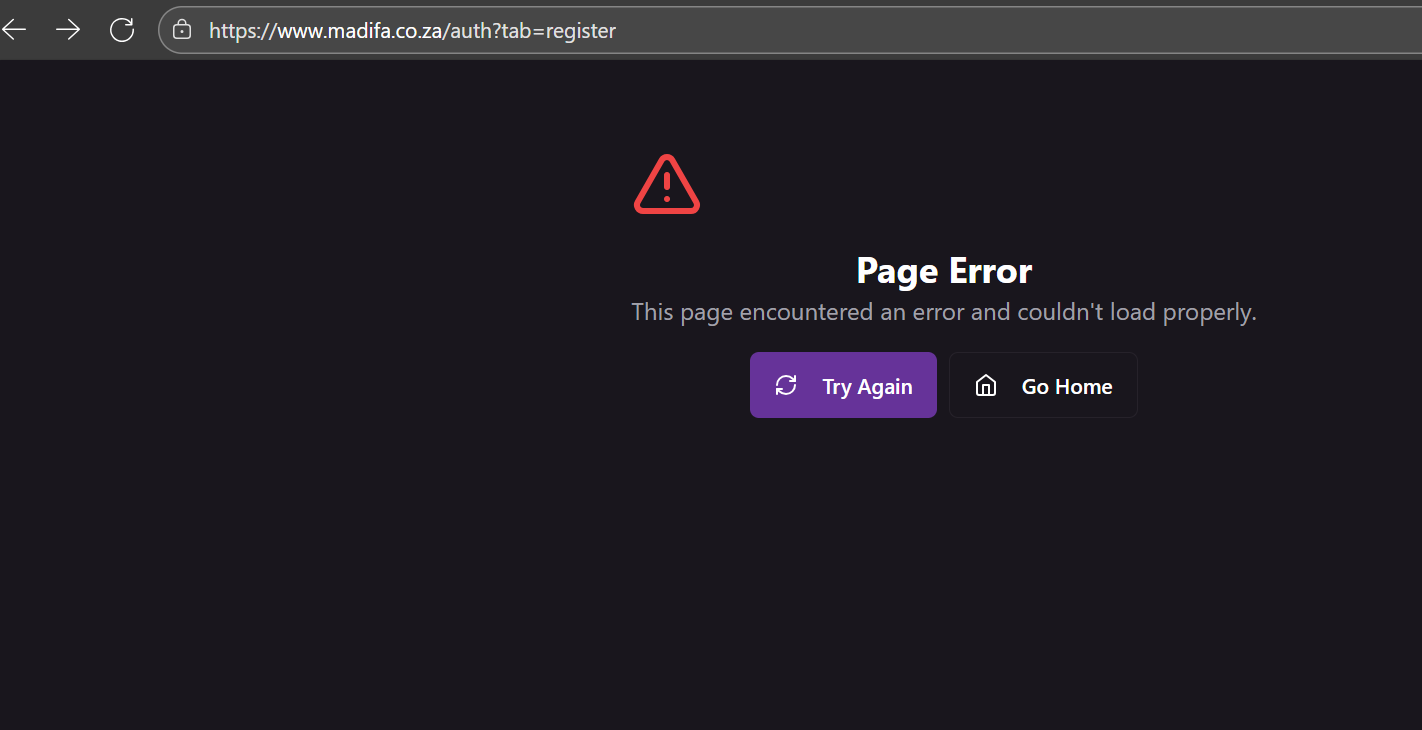 https://www.madifa.co.za/auth?tab=register
Page Error
This page encountered an error and couldn't load properly.
Try Again
Go Home